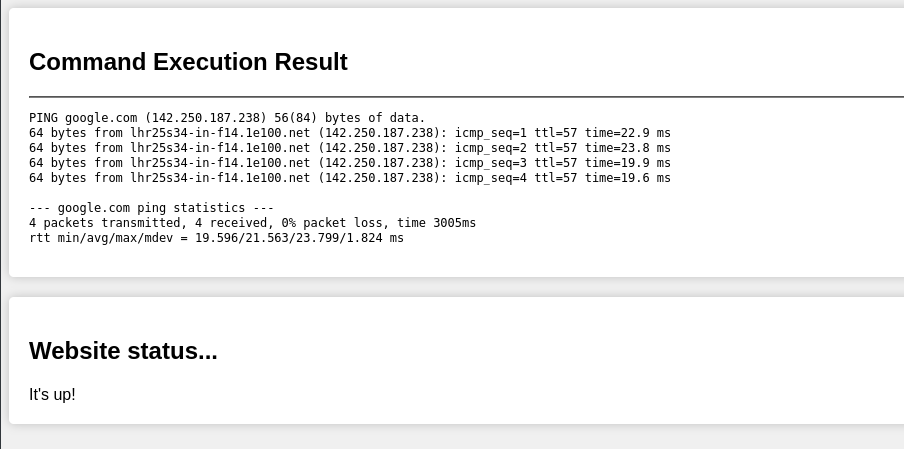 Command Execution Result
PING google.com (142.250.187.238) 56(84) bytes of data.
64 bytes from lhr25s34-in-f14.1e100.net (142.250.187.238): icmp_seq=1 ttl=57 time=22.9 ms
64 bytes from lhr25s34-in-f14.1e100.net (142.250.187.238): icmp_seq=2 ttl=57 time=23.8 ms
64 bytes from lhr25s34-in-f14.1e100.net (142.250.187.238): icmp_seq=3 ttl=57 time=19.9 ms
64 bytes from lhr25s34-in-f14.1e100.net (142.250.187.238): icmp_seq=4 ttl=57 time=19.6 ms
--- google.com ping statistics ---
4 packets transmitted, 4 received, 0% packet loss, time 3005ms
rtt min/avg/max/mdev = 19.596/21.563/23.799/1.824 ms
Website status...
It's up!